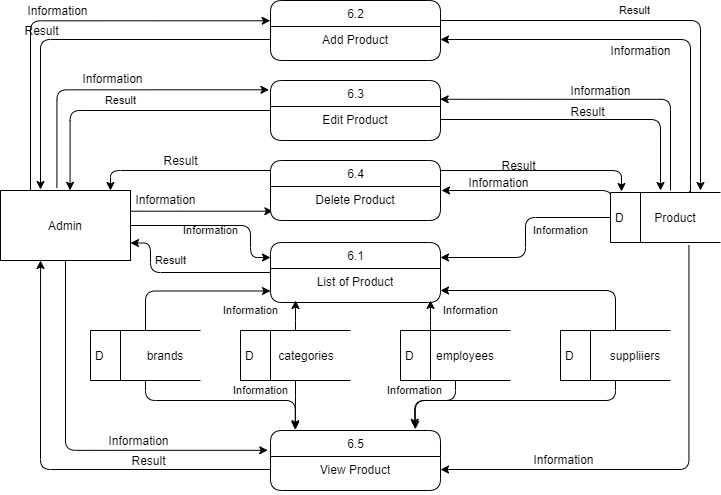 Information
6.2
Result
Result
Add Product
Information
Information
6.3
Information
Result
Edit Product
Result
Result
6.4
Result
Information
Information
Delete Product
D
Product
Admin
Information
Information
6.1
Result
List of Product
Information
Information
D
brands
D
categories
D
employees
D
suppliiers
Information
Information
Information
6.5
Result
View Product
Information